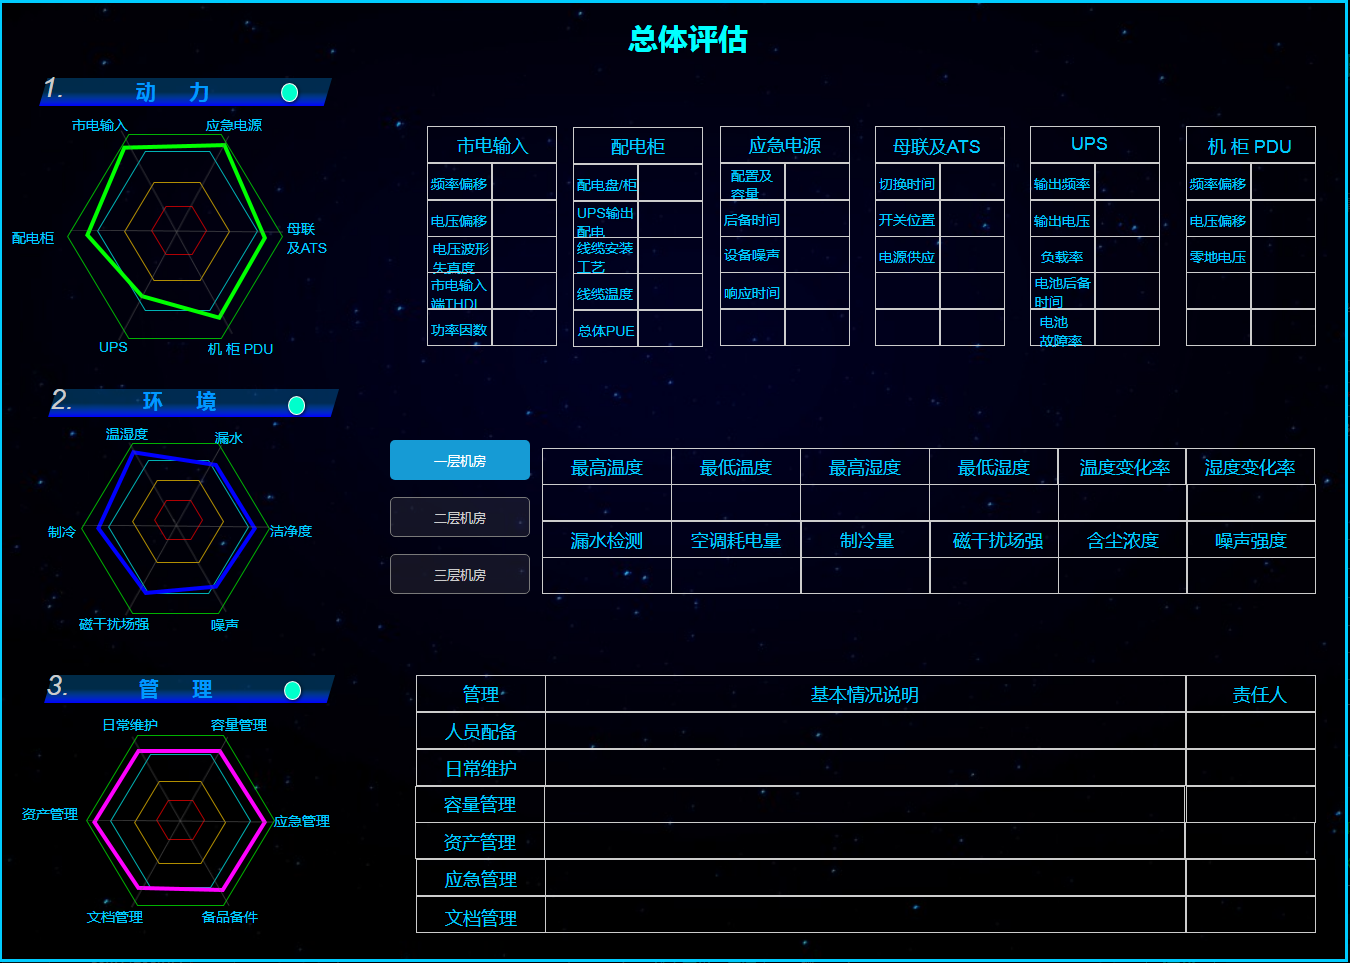 总体评估
1.
动 力
市电输入
应急电源
配电柜
母联
及ATS
UPS
机 柜 PDU
市电输入
频率偏移
电压偏移
电压波形
失真度
市电输入
端THDI
功率因数
配电柜
配电盘/柜
UPS输出
配电
线缆安装
工艺
线缆温度
总体PUE
应急电源
配置及
容量
后备时间
设备噪声
响应时间
母联及ATS
切换时间
开关位置
电源供应
UPS
输出频率
输出电压
负载率
电池后备
时间
电池
故障率
机 柜 PDU
频率偏移
电压偏移
零地电压
2.
环 境
温湿度
漏水
制冷
洁净度
磁干扰场强
噪声
一层机房
二层机房
三层机房
最高温度 最低温度 最高湿度 最低湿度 温度变化率 湿度变化率
漏水检测 空调耗电量 制冷量 磁干扰场强 含尘浓度 噪声强度
3.
管 理
日常维护
容量管理
资产管理
应急管理
文档管理
备品备件
管理 基本情况说明 责任人
人员配备
日常维护
容量管理
资产管理
应急管理
文档管理